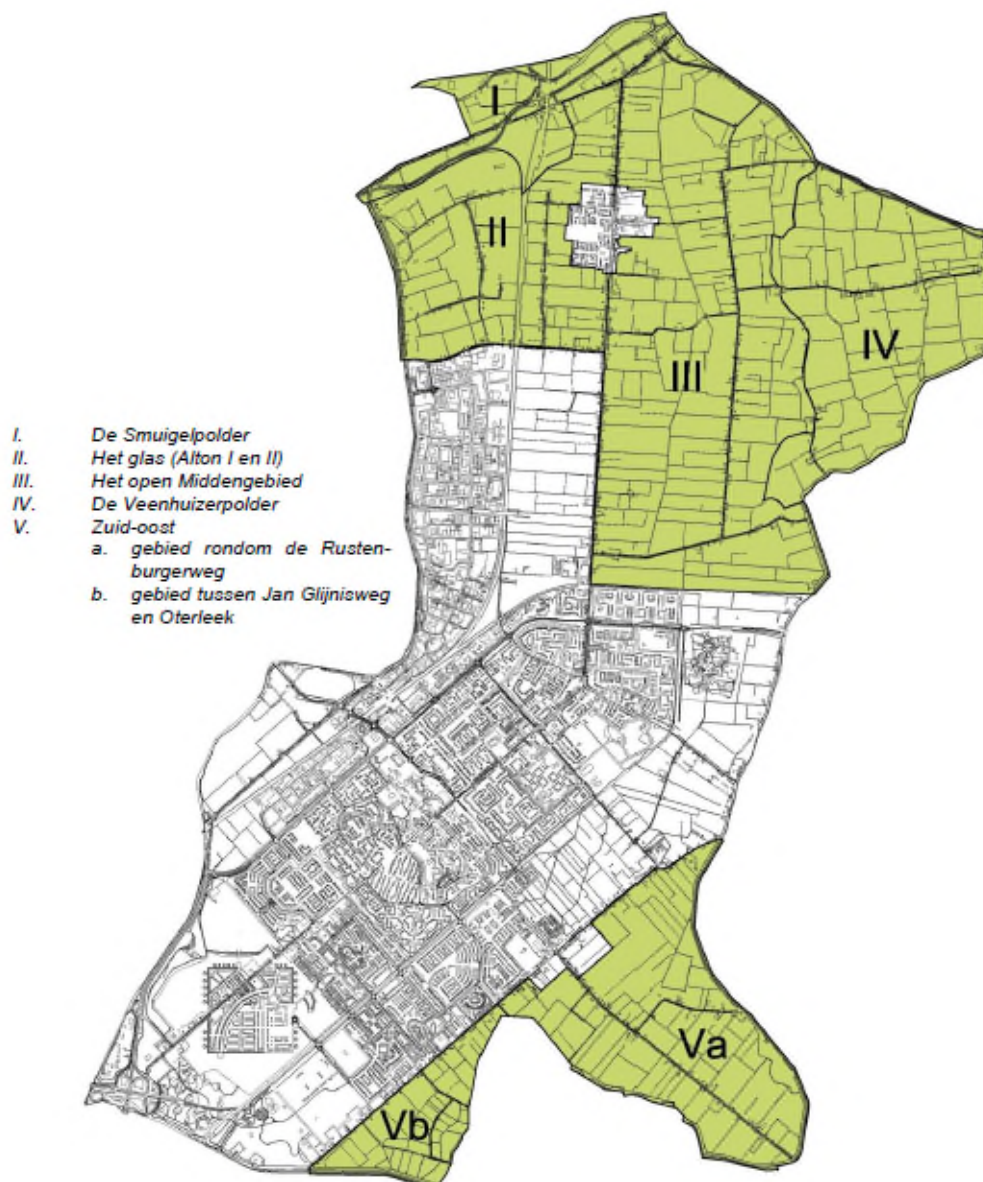 I
II
III
IV
I. De Smuigelpolder
II. Het glas (Alton I en II)
III. Het open Middengebied
IV. De Veenhuizerpolder
V. Zuid-oost
a. gebied rondom de Rusten-
burgerweg
b. gebied tussen Jan Glijnisweg
en Oterleek
Va
Vb